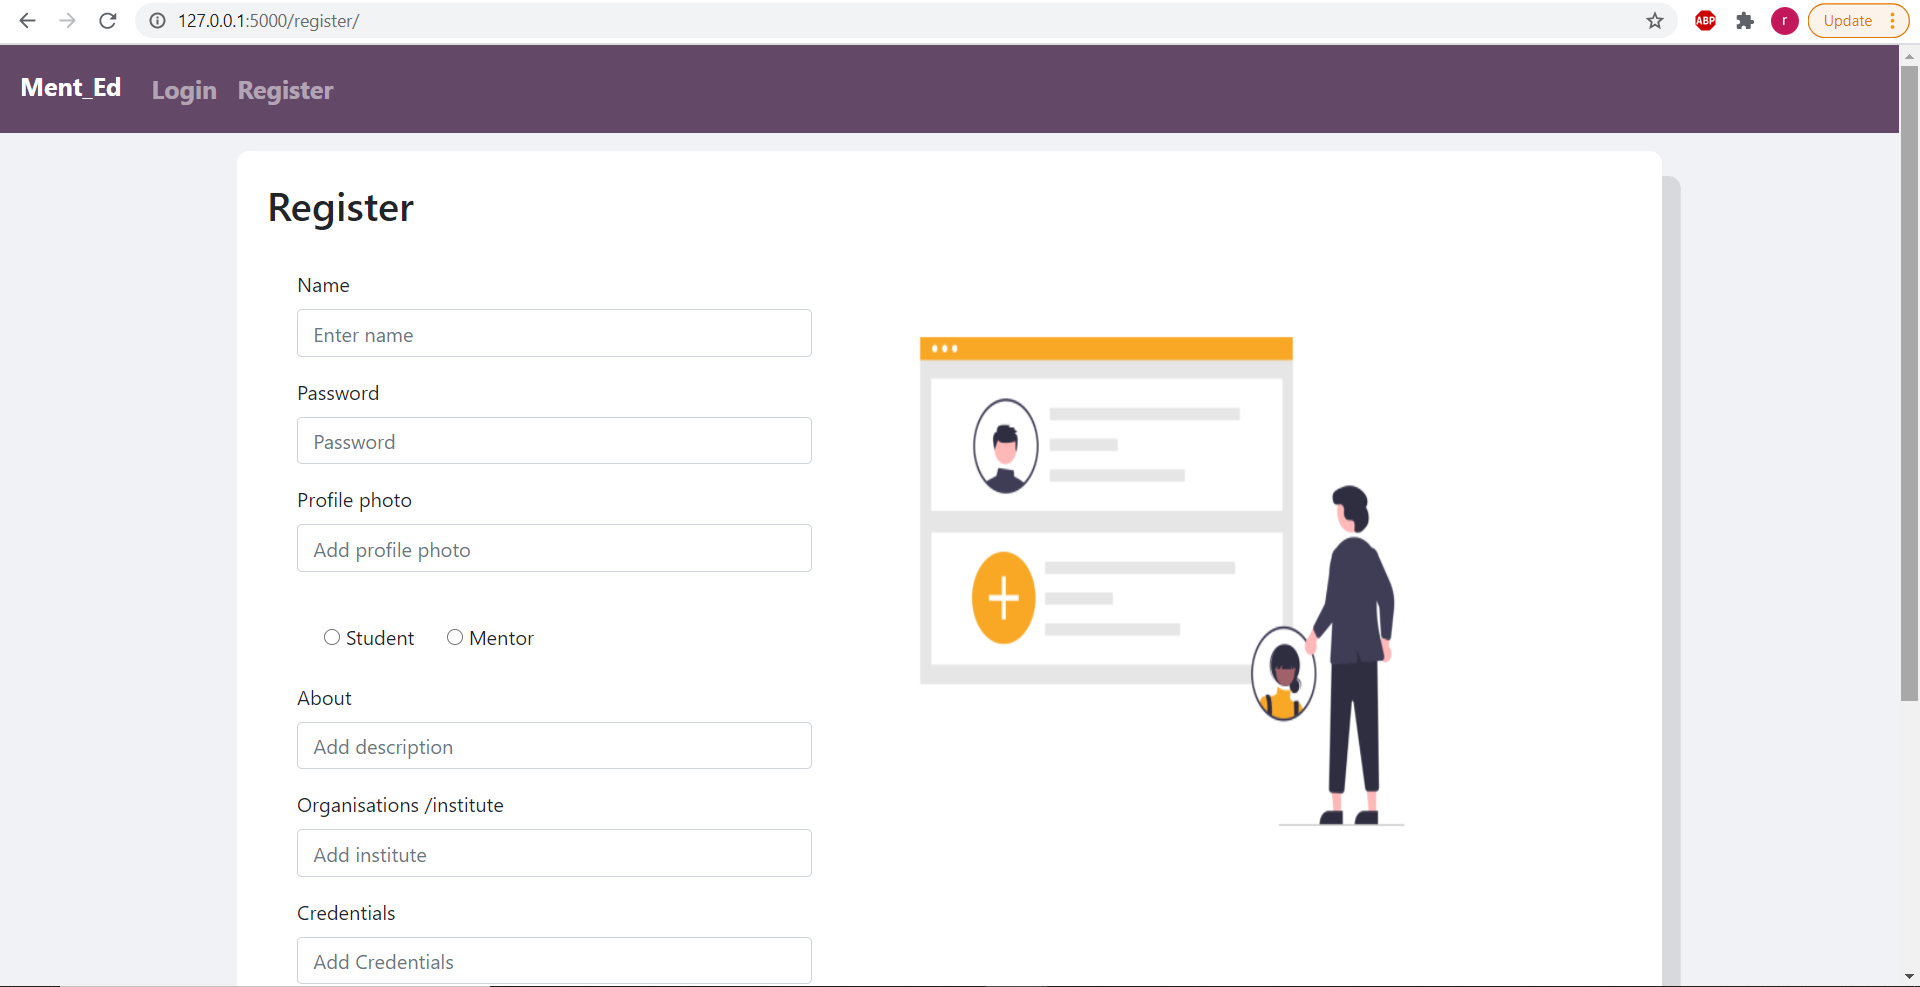 127.0.0.1:5000/register/
ABP
r
Update
Ment_Ed Login Register
Register
Name
Enter name
Password
Password
Profile photo
Add profile photo
Student Mentor
About
Add description
Organisations /institute
Add institute
Credentials
Add Credentials